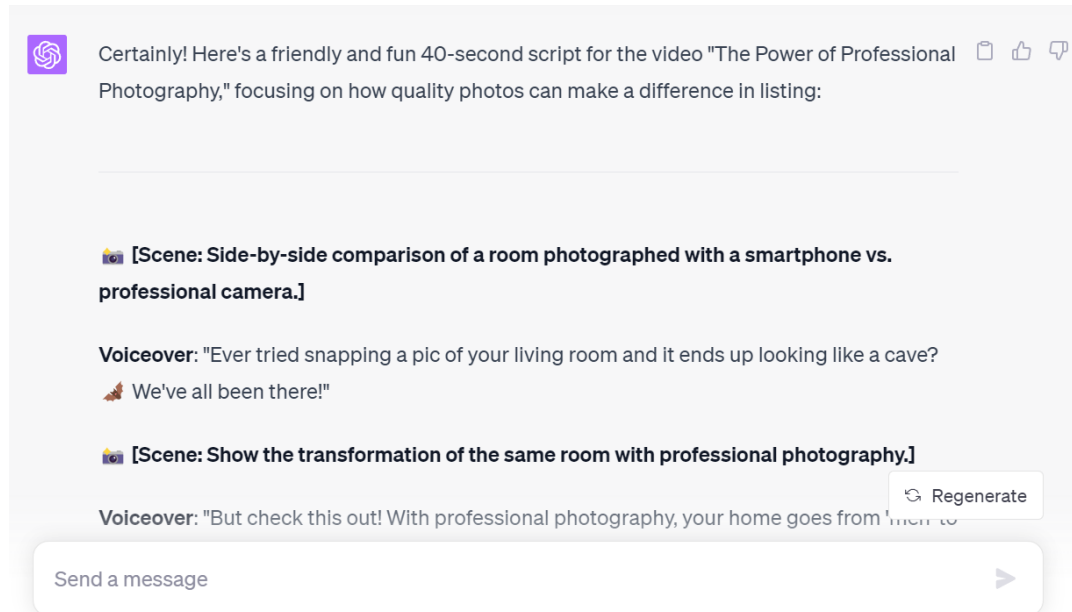 Certainly! Here's a friendly and fun 40-second script for the video "The Power of Professional
Photography," focusing on how quality photos can make a difference in listing:
📸 [Scene: Side-by-side comparison of a room photographed with a smartphone vs.
professional camera.]
Voiceover: "Ever tried snapping a pic of your living room and it ends up looking like a cave?
🦇 We've all been there!"
📸 [Scene: Show the transformation of the same room with professional photography.]
Regenerate
Voiceover: "But check this out! With professional photography, your home goes from 'meh' to
Send a message